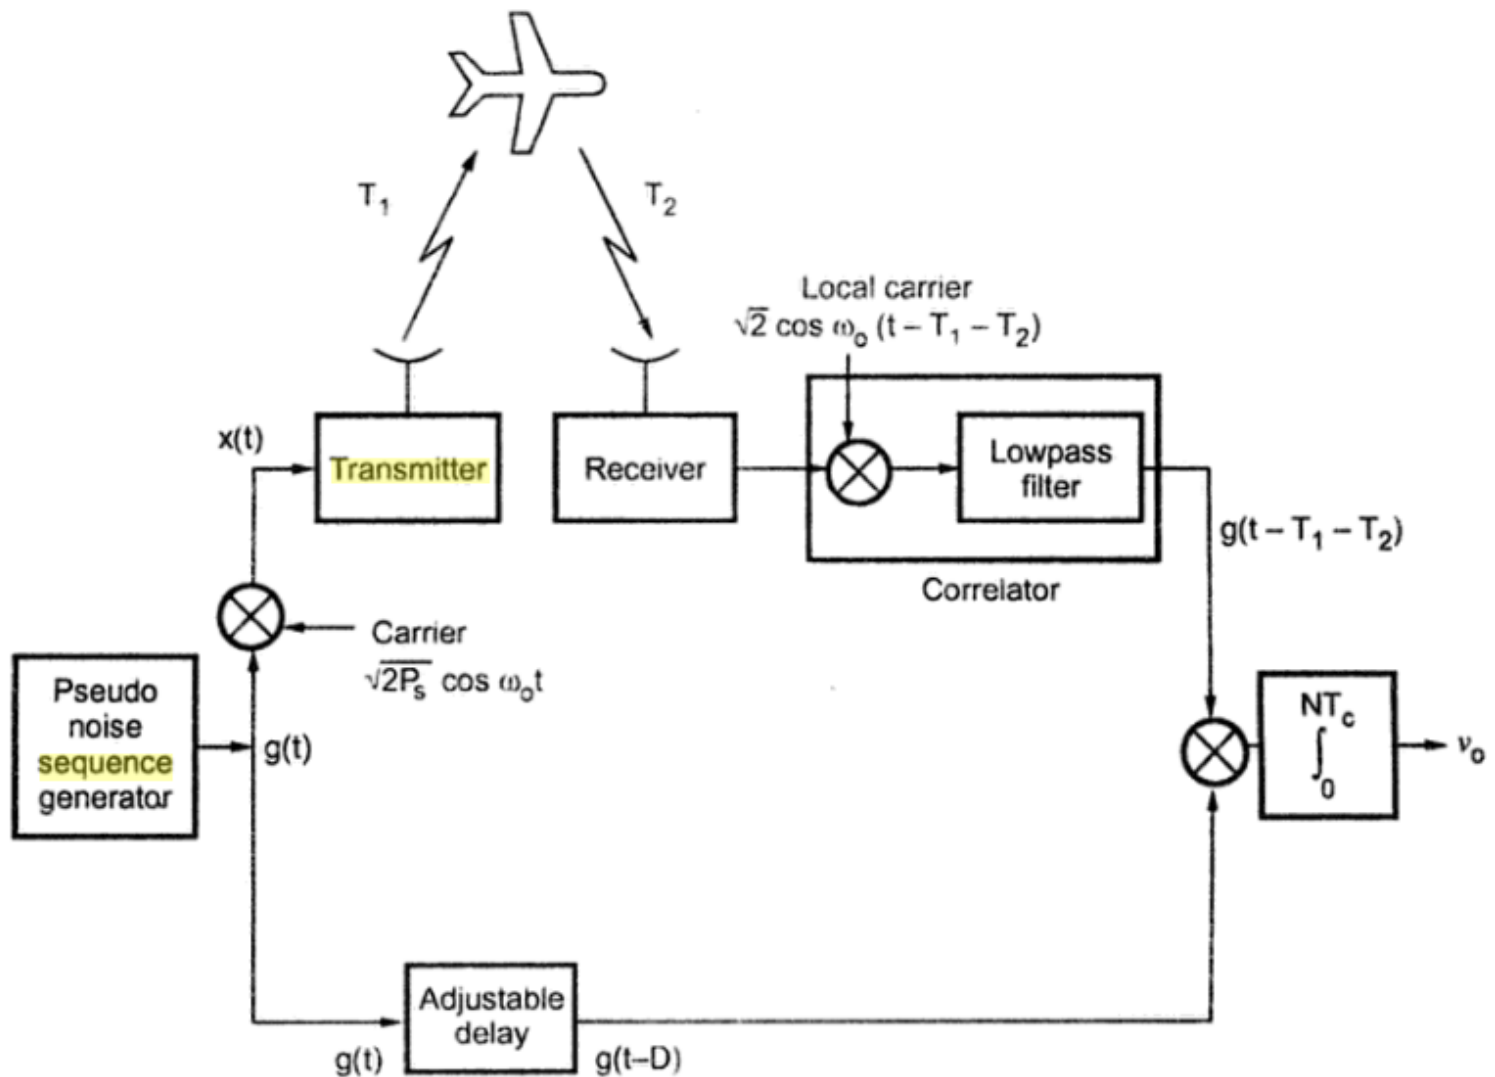 T₁
T₂
Local carrier
√2 cos ω₀ (t – T₁ – T₂)
x(t)
Transmitter
Receiver
Lowpass
filter
g(t – T₁ – T₂)
Correlator
Carrier
√2Pₛ cos ω₀t
Pseudo
noise
sequence
generator
g(t)
NT_c
∫₀
v₀
Adjustable
delay
g(t)
g(t–D)